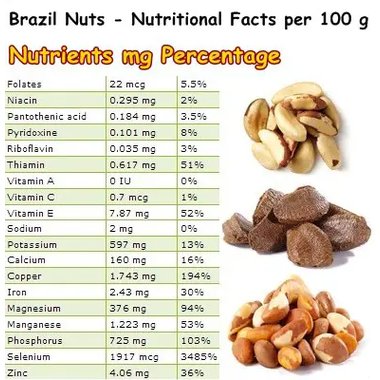 Brazil Nuts - Nutritional Facts per 100 g
Nutrients mg Percentage
Folates 22 mcg 5.5%
Niacin 0.295 mg 2%
Pantothenic acid 0.184 mg 3.5%
Pyridoxine 0.101 mg 8%
Riboflavin 0.035 mg 3%
Thiamin 0.617 mg 51%
Vitamin A 0 IU 0%
Vitamin C 0.7 mcg 1%
Vitamin E 7.87 mg 52%
Sodium 2 mg 0%
Potassium 597 mg 13%
Calcium 160 mg 16%
Copper 1.743 mg 194%
Iron 2.43 mg 30%
Magnesium 376 mg 94%
Manganese 1.223 mg 53%
Phosphorus 725 mg 103%
Selenium 1917 mcg 3485%
Zinc 4.06 mg 36%